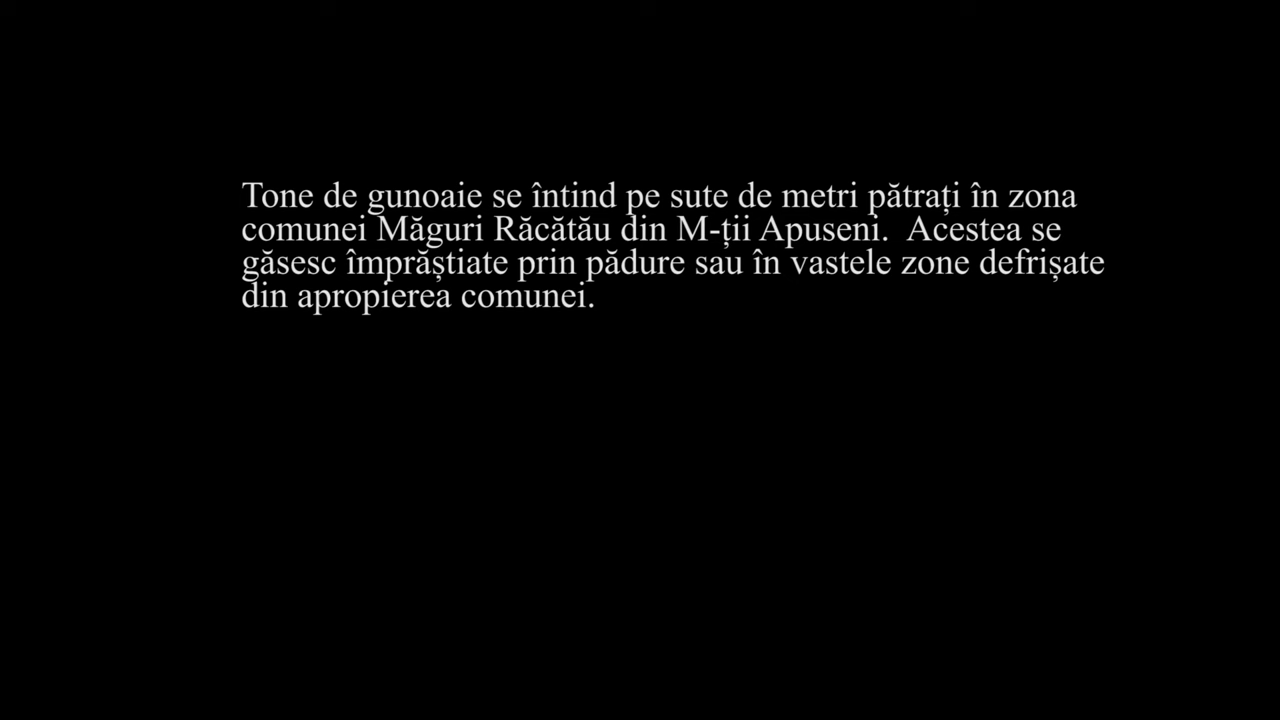 Tone de gunoaie se întind pe sute de metri pătrați în zona
comunei Măguri Răcătău din M-ții Apuseni.  Acestea se
găsesc împrăștiate prin pădure sau în vastele zone defrișate
din apropierea comunei.